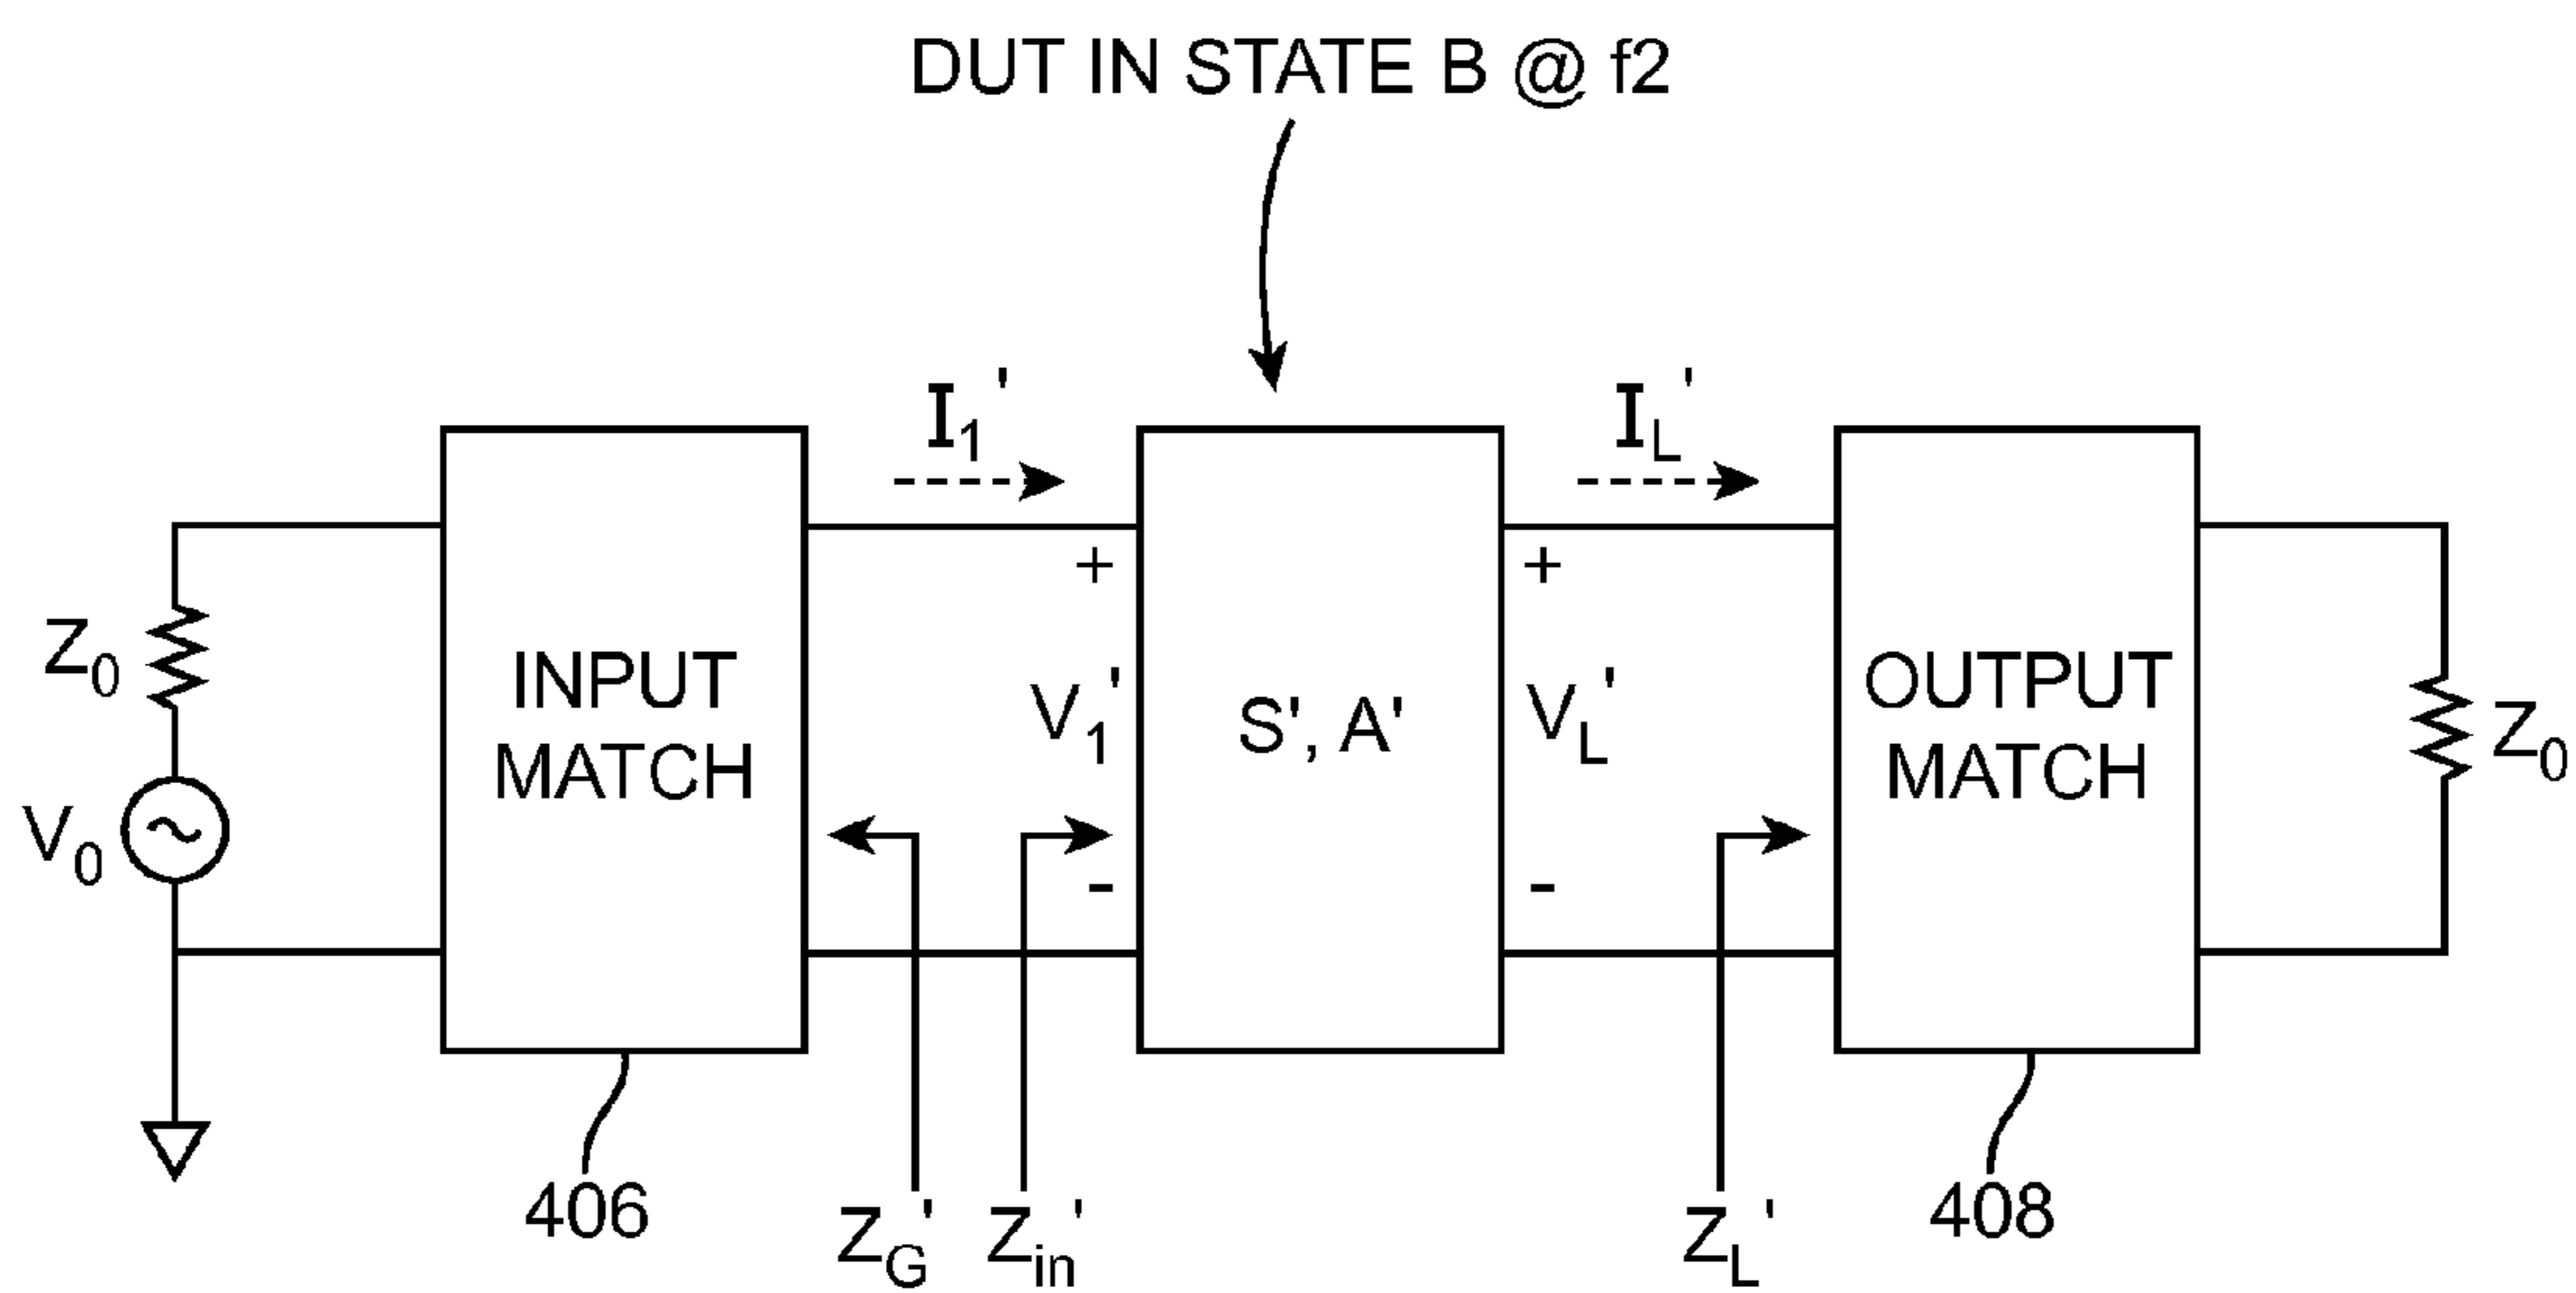 DUT IN STATE B @ f2
I1'
IL'
Z0
V0
INPUT
MATCH
+
V1'
-
S', A'
+
VL'
-
OUTPUT
MATCH
Z0
406
ZG'
Zin'
ZL'
408